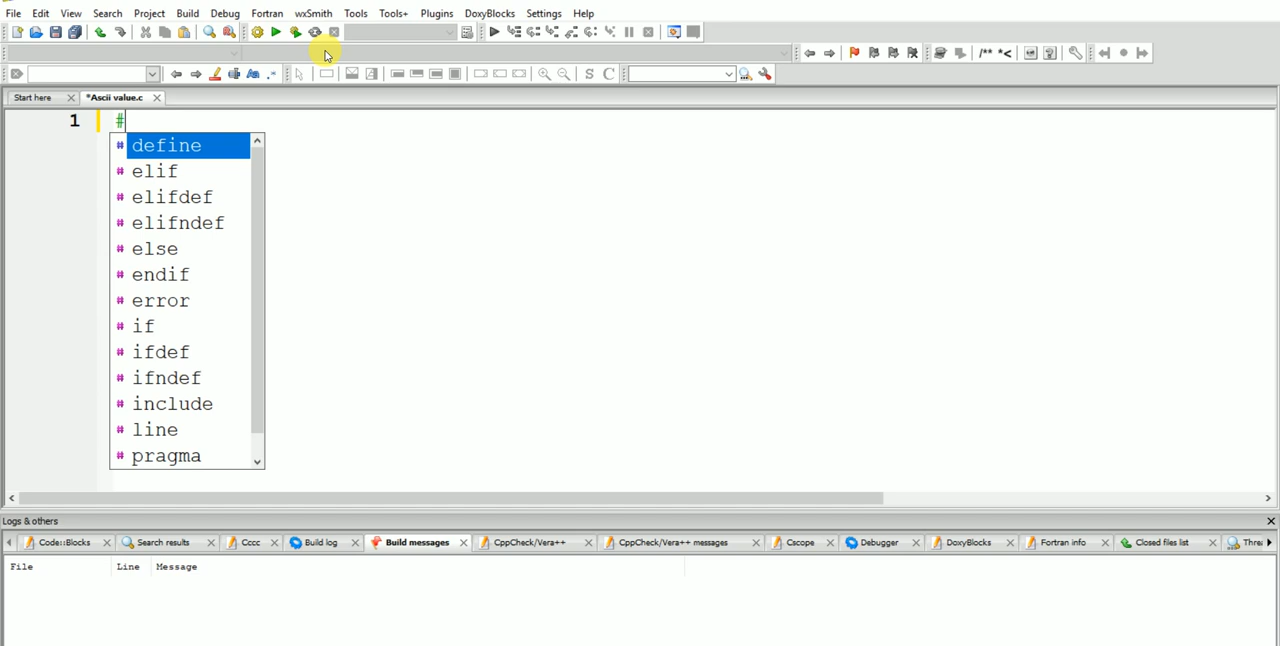 File Edit View Search Project Build Debug Fortran wxSmith Tools Tools+ Plugins DoxyBlocks Settings Help
/** *<
S C
Start here *Ascii value.c
1 #
# define
# elif
# elifdef
# elifndef
# else
# endif
# error
# if
# ifdef
# ifndef
# include
# line
# pragma
Logs & others
Code::Blocks Search results Cccc Build log Build messages CppCheck/Vera++ CppCheck/Vera++ messages Cscope Debugger DoxyBlocks Fortran info Closed files list Thre
File Line Message